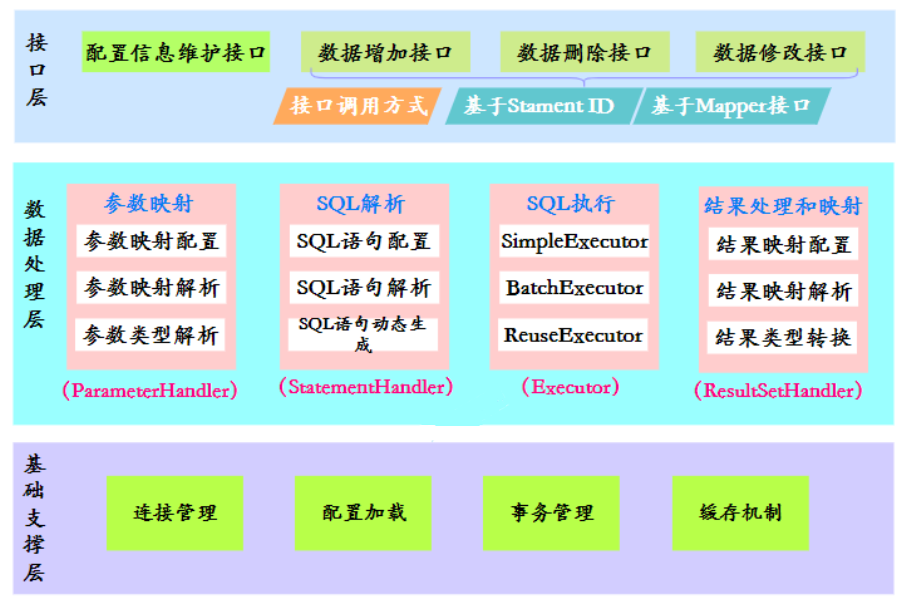 接口层
配置信息维护接口
数据增加接口
数据删除接口
数据修改接口
接口调用方式
基于Stament ID
基于Mapper接口
数据处理层
参数映射
参数映射配置
参数映射解析
参数类型解析
(ParameterHandler)
SQL解析
SQL语句配置
SQL语句解析
SQL语句动态生
成
(StatementHandler)
SQL执行
SimpleExecutor
BatchExecutor
ReuseExecutor
(Executor)
结果处理和映射
结果映射配置
结果映射解析
结果类型转换
(ResultSetHandler)
基础支撑层
连接管理
配置加载
事务管理
缓存机制